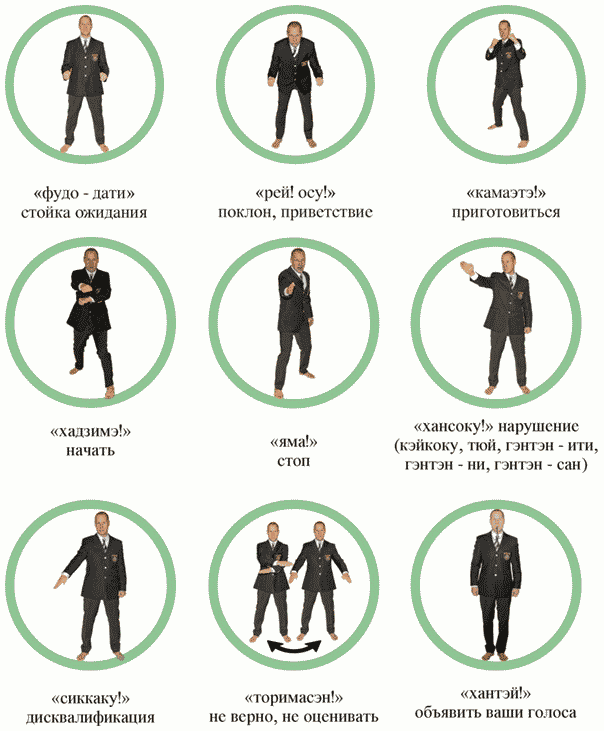 «фудо - дати»
стойка ожидания
«рей! осу!»
поклон, приветствие
«камаэтэ!»
приготовиться
«хадзимэ!»
начать
«яма!»
стоп
«хансоку!» нарушение
(кэйкоку, тюй, гэнтэн - ити,
гэнтэн - ни, гэнтэн - сан)
«сиккаку!»
дисквалификация
«торимасэн!»
не верно, не оценивать
«хантэй!»
объявить ваши голоса